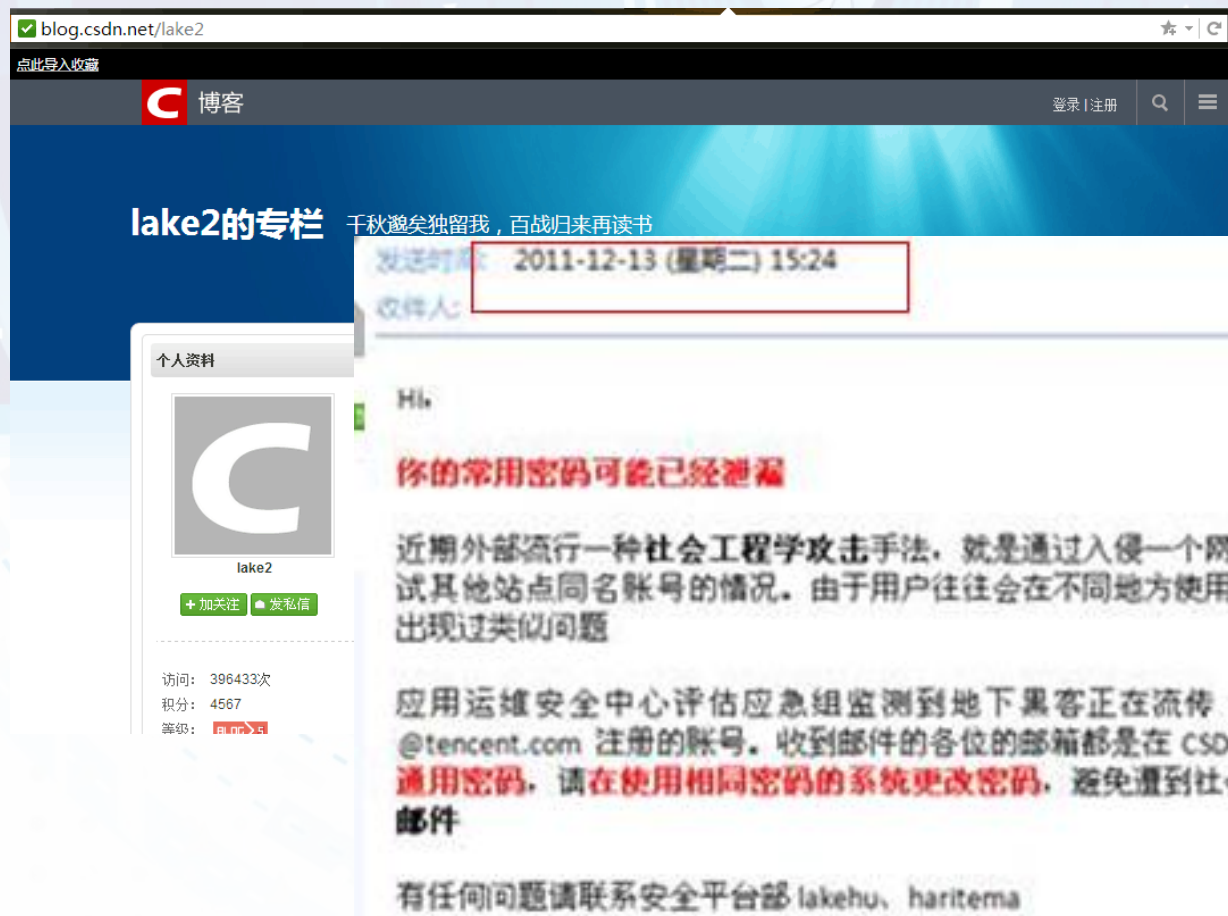 blog.csdn.net/lake2
点此导入收藏
C 博客
登录 | 注册
lake2的专栏 千秋邈矣独留我，百战归来再读书
发送时间: 2011-12-13 (星期二) 15:24
收件人:
个人资料
lake2
+加关注 发私信
访问： 396433次
积分： 4567
等级： BLOG 5
Hi,
你的常用密码可能已经泄漏
近期外部流行一种社会工程学攻击手法，就是通过入侵一个网
试其他站点同名账号的情况。由于用户往往会在不同地方使用
出现过类似问题
应用运维安全中心评估应急组监测到地下黑客正在流传
@tencent.com 注册的账号。收到邮件的各位的邮箱都是在 CSD
通用密码，请在使用相同密码的系统更改密码，避免遭到社
邮件
有任何问题请联系安全平台部 lakehu、haritema